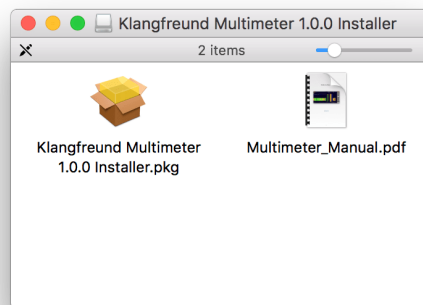 Klangfreund Multimeter 1.0.0 Installer
2 items
Klangfreund Multimeter
1.0.0 Installer.pkg
Multimeter_Manual.pdf